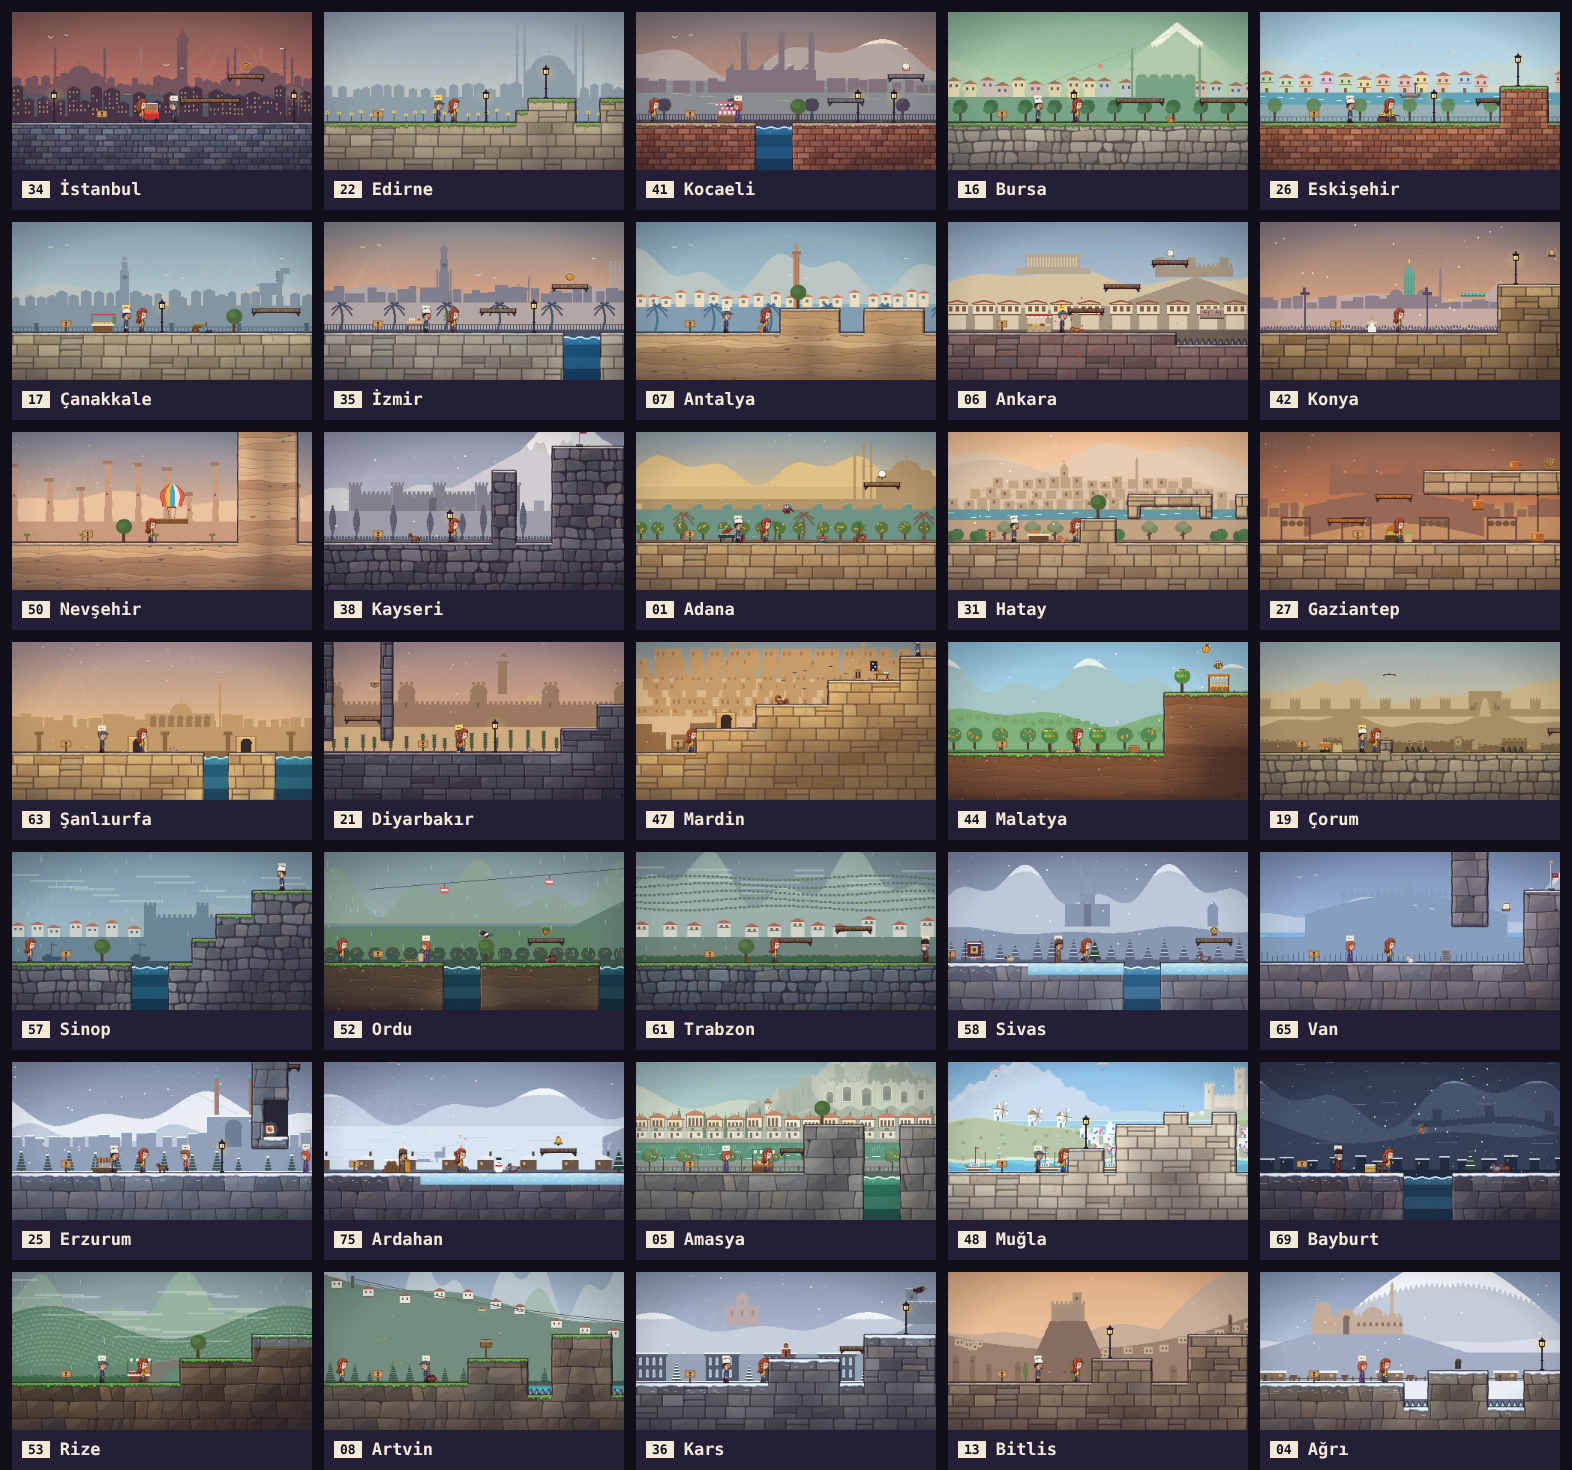 34 İstanbul
22 Edirne
41 Kocaeli
16 Bursa
26 Eskişehir
17 Çanakkale
35 İzmir
07 Antalya
06 Ankara
42 Konya
50 Nevşehir
38 Kayseri
01 Adana
31 Hatay
27 Gaziantep
63 Şanlıurfa
21 Diyarbakır
47 Mardin
44 Malatya
19 Çorum
57 Sinop
52 Ordu
61 Trabzon
58 Sivas
65 Van
25 Erzurum
75 Ardahan
05 Amasya
48 Muğla
69 Bayburt
53 Rize
08 Artvin
36 Kars
13 Bitlis
04 Ağrı